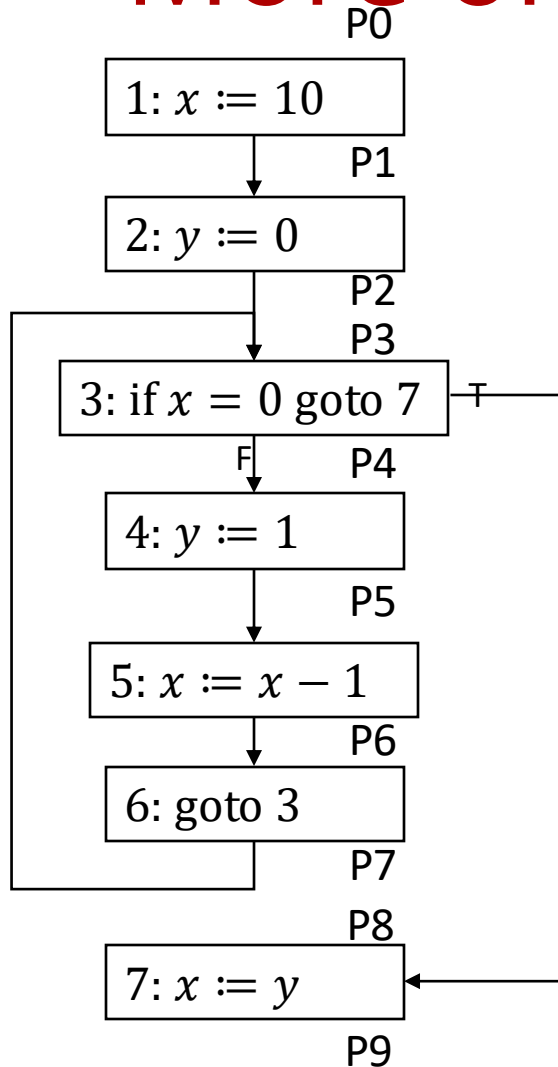 P0
1: x ≔ 10
P1
2: y ≔ 0
P2
P3
3: if x = 0 goto 7
T
F
P4
4: y ≔ 1
P5
5: x ≔ x − 1
P6
6: goto 3
P7
P8
7: x ≔ y
P9